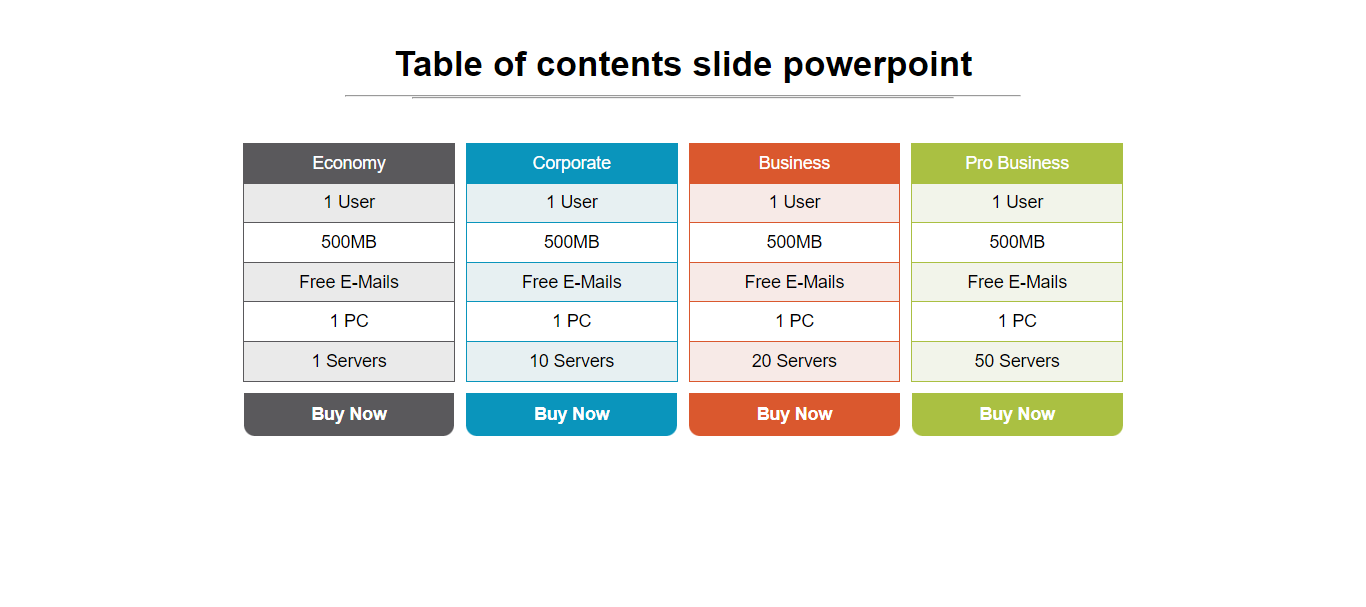 Table of contents slide powerpoint
Economy
1 User
500MB
Free E-Mails
1 PC
1 Servers
Buy Now
Corporate
1 User
500MB
Free E-Mails
1 PC
10 Servers
Buy Now
Business
1 User
500MB
Free E-Mails
1 PC
20 Servers
Buy Now
Pro Business
1 User
500MB
Free E-Mails
1 PC
50 Servers
Buy Now